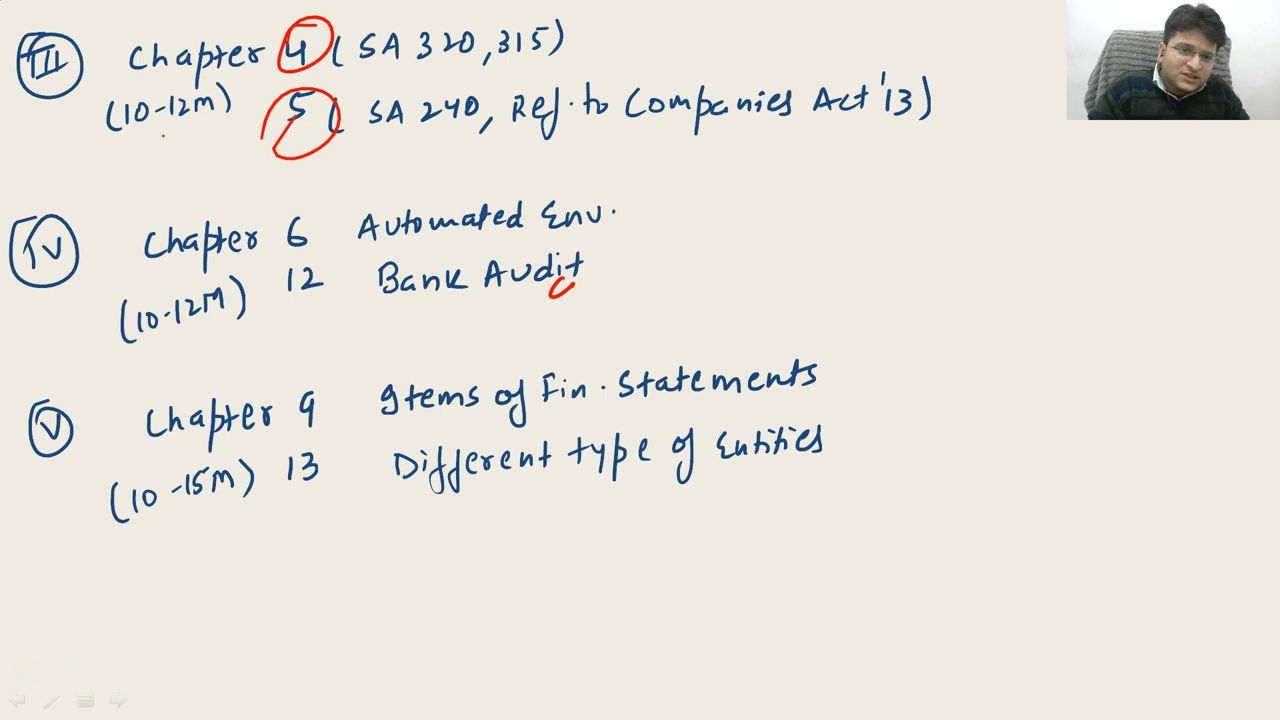 III Chapter 4 ( SA 320, 315)
(10-12M) 5 ( SA 240, Ref. to Companies Act '13)
IV Chapter 6 Automated Env.
(10-12M) 12 Bank Audit
V Chapter 9 Items of Fin. Statements
(10-15M) 13 Different type of Entities